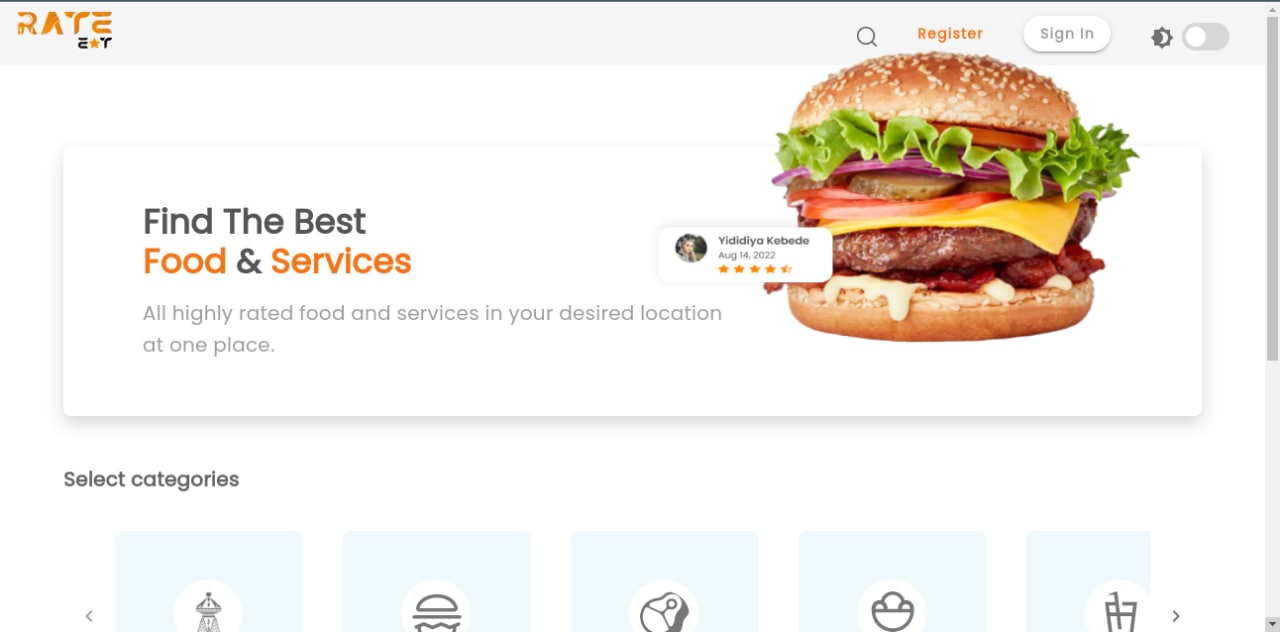 RATE
EAT
Register
Sign In
Find The Best
Food & Services
All highly rated food and services in your desired location
at one place.
Yididiya Kebede
Aug 14, 2022
Select categories